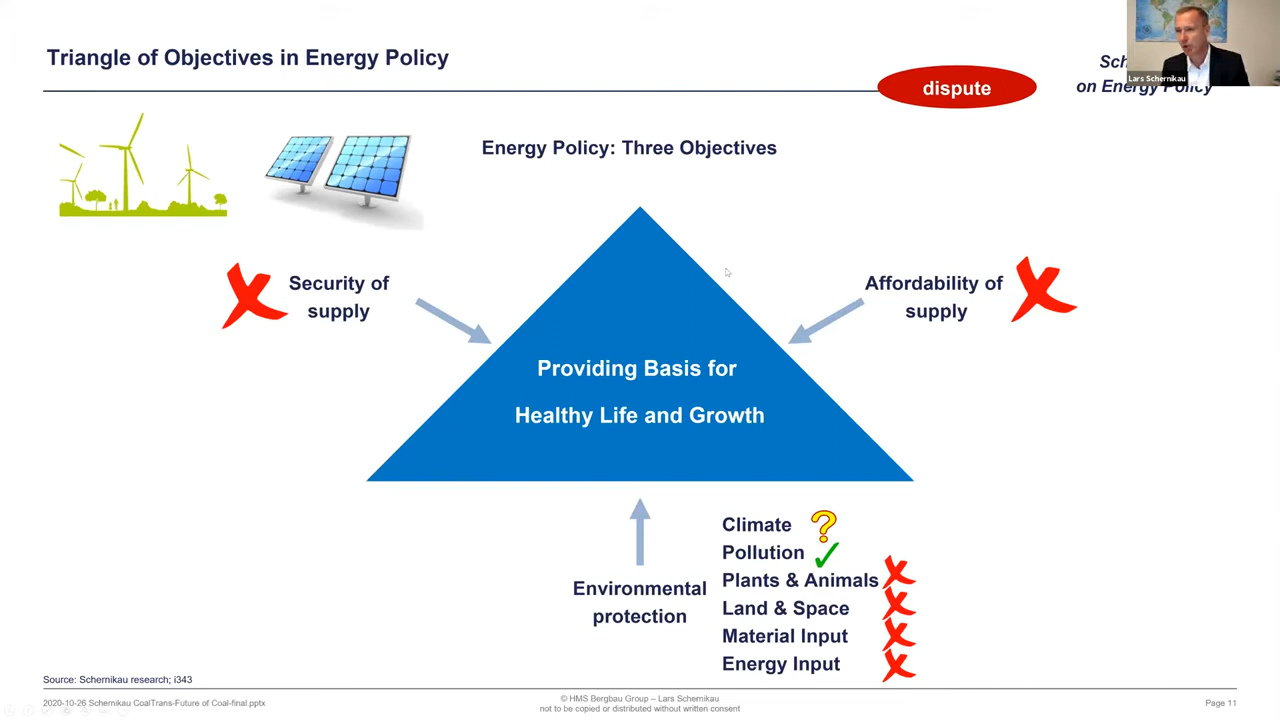 Triangle of Objectives in Energy Policy
dispute
on Energy Policy
Lars Schernikau
Energy Policy: Three Objectives
Security of
supply
Affordability of
supply
Providing Basis for
Healthy Life and Growth
Environmental
protection
Climate
Pollution
Plants & Animals
Land & Space
Material Input
Energy Input
Source: Schernikau research; i343
2020-10-26 Schernikau CoalTrans-Future of Coal-final.pptx
© HMS Bergbau Group – Lars Schernikau
not to be copied or distributed without written consent
Page 11